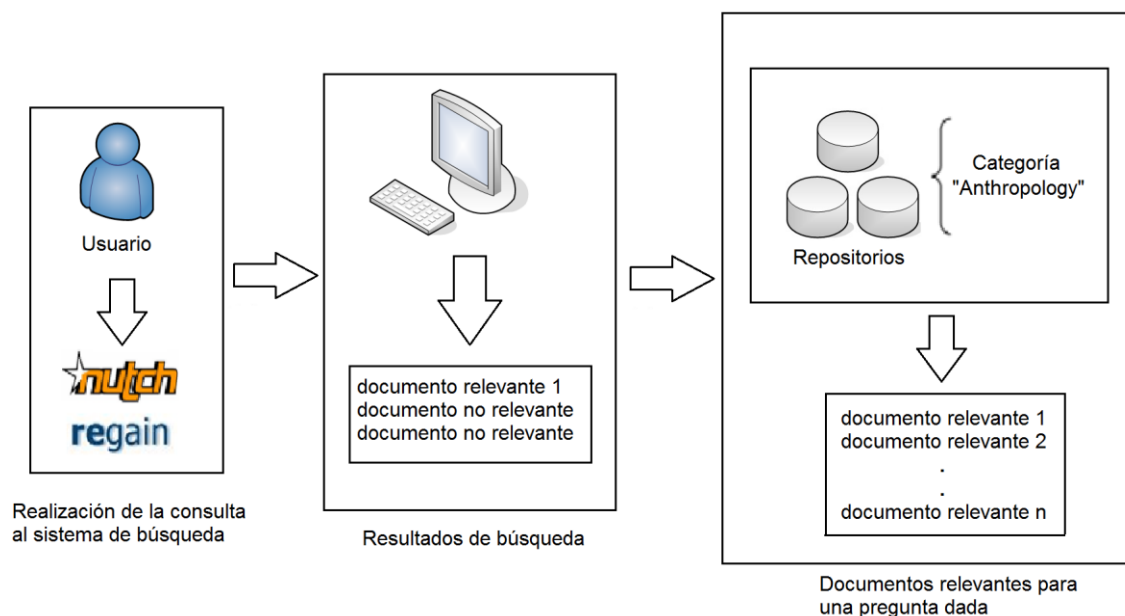 Usuario
nutch
regain
Realización de la consulta
al sistema de búsqueda
documento relevante 1
documento no relevante
documento no relevante
Resultados de búsqueda
Categoría
"Anthropology"
Repositorios
documento relevante 1
documento relevante 2
.
.
documento relevante n
Documentos relevantes para
una pregunta dada